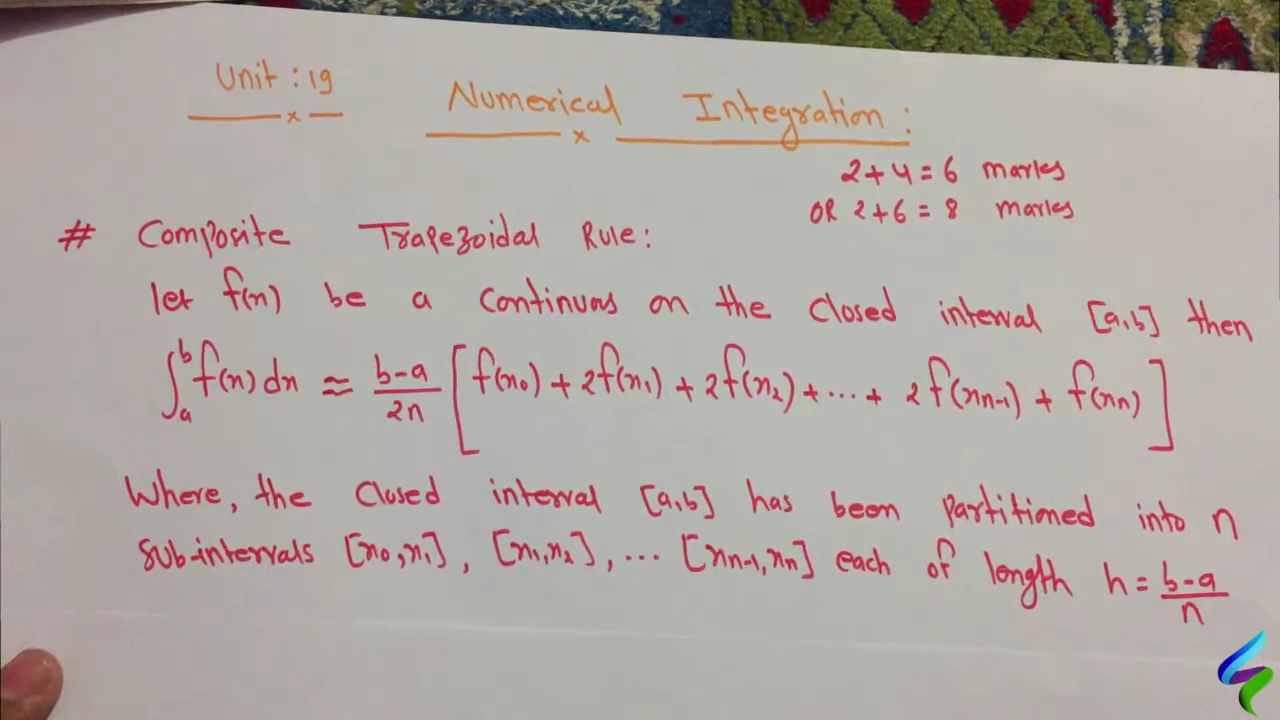 Unit : 19
Numerical Integration :
2+4 = 6 marks
OR 2+6 = 8 marks
# Composite Trapezoidal Rule :
let f(x) be a continuos on the closed interval [a,b] then
∫ₐᵇ f(x) dx ≈ (b-a)/2n [f(x₀) + 2f(x₁) + 2f(x₂) + ... + 2f(xₙ₋₁) + f(xₙ)]
Where, the closed interval [a,b] has been partitioned into n
sub-intervals [x₀,x₁], [x₁,x₂], ... [xₙ₋₁,xₙ] each of length h = (b-a)/n